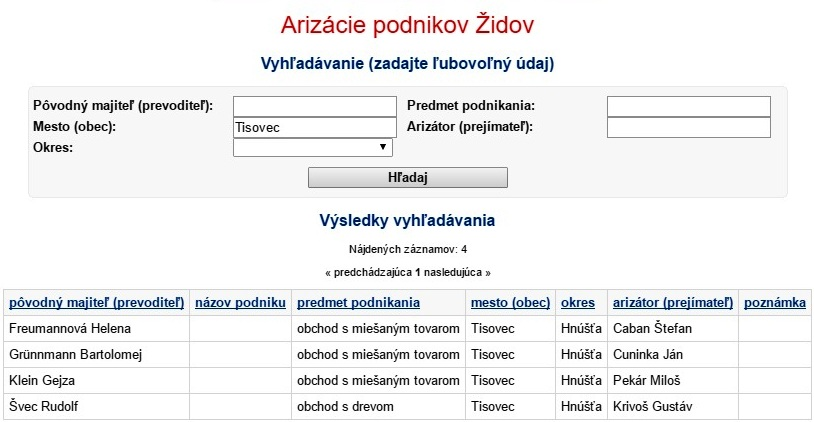 Arizácie podnikov Židov
Vyhľadávanie (zadajte ľubovoľný údaj)
Pôvodný majiteľ (prevoditeľ): Predmet podnikania:
Mesto (obec): Tisovec Arizátor (prejímateľ):
Okres:
Hľadaj
Výsledky vyhľadávania
Nájdených záznamov: 4
« predchádzajúca 1 nasledujúca »
pôvodný majiteľ (prevoditeľ) názov podniku predmet podnikania mesto (obec) okres arizátor (prejímateľ) poznámka
Freumannová Helena obchod s miešaným tovarom Tisovec Hnúšťa Caban Štefan
Grünnmann Bartolomej obchod s miešaným tovarom Tisovec Hnúšťa Cuninka Ján
Klein Gejza obchod s miešaným tovarom Tisovec Hnúšťa Pekár Miloš
Švec Rudolf obchod s drevom Tisovec Hnúšťa Krivoš Gustáv